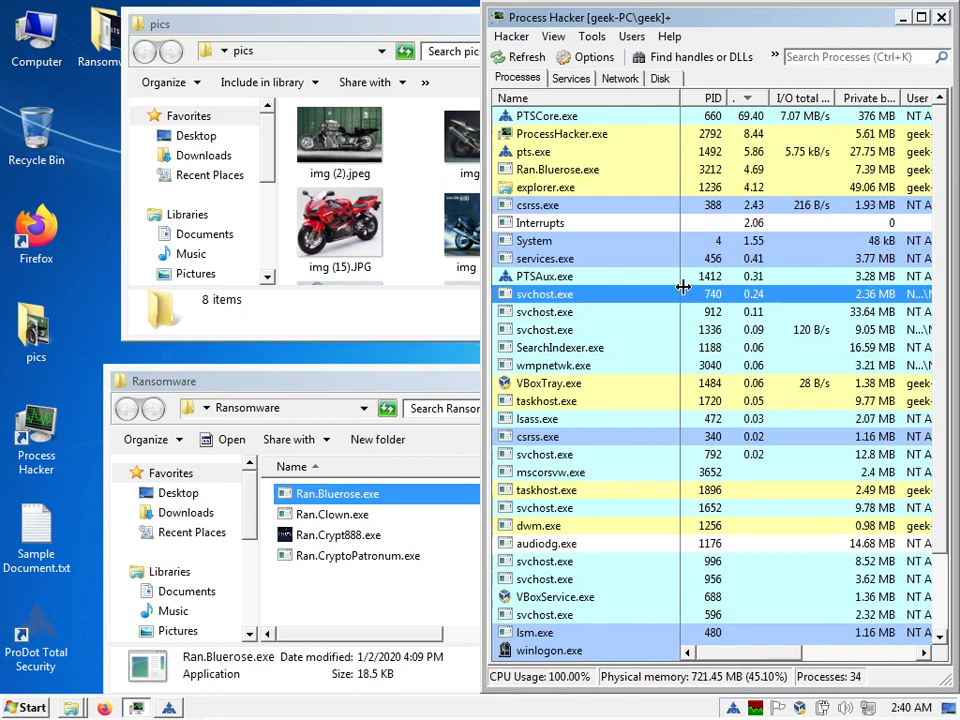 Computer
Ransomw
Recycle Bin
Firefox
pics
Process
Hacker
Sample
Document.txt
ProDot Total
Security
pics
pics
Search pic
Organize
Include in library
Share with
»
Favorites
Desktop
Downloads
Recent Places
Libraries
Documents
Music
Pictures
img (2).jpeg
img
img (15).JPG
img
8 items
Ransomware
Ransomware
Search Ransor
Organize
Open
Share with
New folder
Favorites
Desktop
Downloads
Recent Places
Libraries
Documents
Music
Pictures
Name
Ran.Bluerose.exe
Ran.Clown.exe
Ran.Crypt888.exe
Ran.CryptoPatronum.exe
Ran.Bluerose.exe Date modified: 1/2/2020 4:09 PM
Application Size: 18.5 KB
Process Hacker [geek-PC\geek]+
Hacker View Tools Users Help
Refresh Options Find handles or DLLs » Search Processes (Ctrl+K)
Processes Services Network Disk
Name PID . I/O total ... Private b... User
PTSCore.exe 660 69.40 7.07 MB/s 376 MB NT A
ProcessHacker.exe 2792 8.44 5.61 MB geek-
pts.exe 1492 5.86 5.75 kB/s 27.75 MB geek-
Ran.Bluerose.exe 3212 4.69 7.39 MB geek-
explorer.exe 1236 4.12 49.06 MB geek-
csrss.exe 388 2.43 216 B/s 1.93 MB NT A
Interrupts 2.06 0
System 4 1.55 48 kB NT A
services.exe 456 0.41 3.77 MB NT A
PTSAux.exe 1412 0.31 3.28 MB NT A
svchost.exe 740 0.24 2.36 MB N...\N
svchost.exe 912 0.11 33.64 MB NT A
svchost.exe 1336 0.09 120 B/s 9.05 MB N...\N
SearchIndexer.exe 1188 0.06 16.59 MB NT A
wmpnetwk.exe 3040 0.06 3.21 MB N...\N
VBoxTray.exe 1484 0.06 28 B/s 1.38 MB geek-
taskhost.exe 1720 0.05 9.77 MB geek-
lsass.exe 472 0.03 2.07 MB NT A
csrss.exe 340 0.02 1.16 MB NT A
svchost.exe 792 0.02 12.8 MB NT A
mscorsvw.exe 3652 2.4 MB NT A
taskhost.exe 1896 2.49 MB geek-
svchost.exe 1652 9.78 MB NT A
dwm.exe 1256 0.98 MB geek-
audiodg.exe 1176 14.68 MB NT A
svchost.exe 996 8.52 MB NT A
svchost.exe 956 3.62 MB NT A
VBoxService.exe 688 1.36 MB NT A
svchost.exe 596 2.32 MB NT A
lsm.exe 480 1.16 MB NT A
winlogon.exe
CPU Usage: 100.00% Physical memory: 721.45 MB (45.10%) Processes: 34
Start
2:40 AM